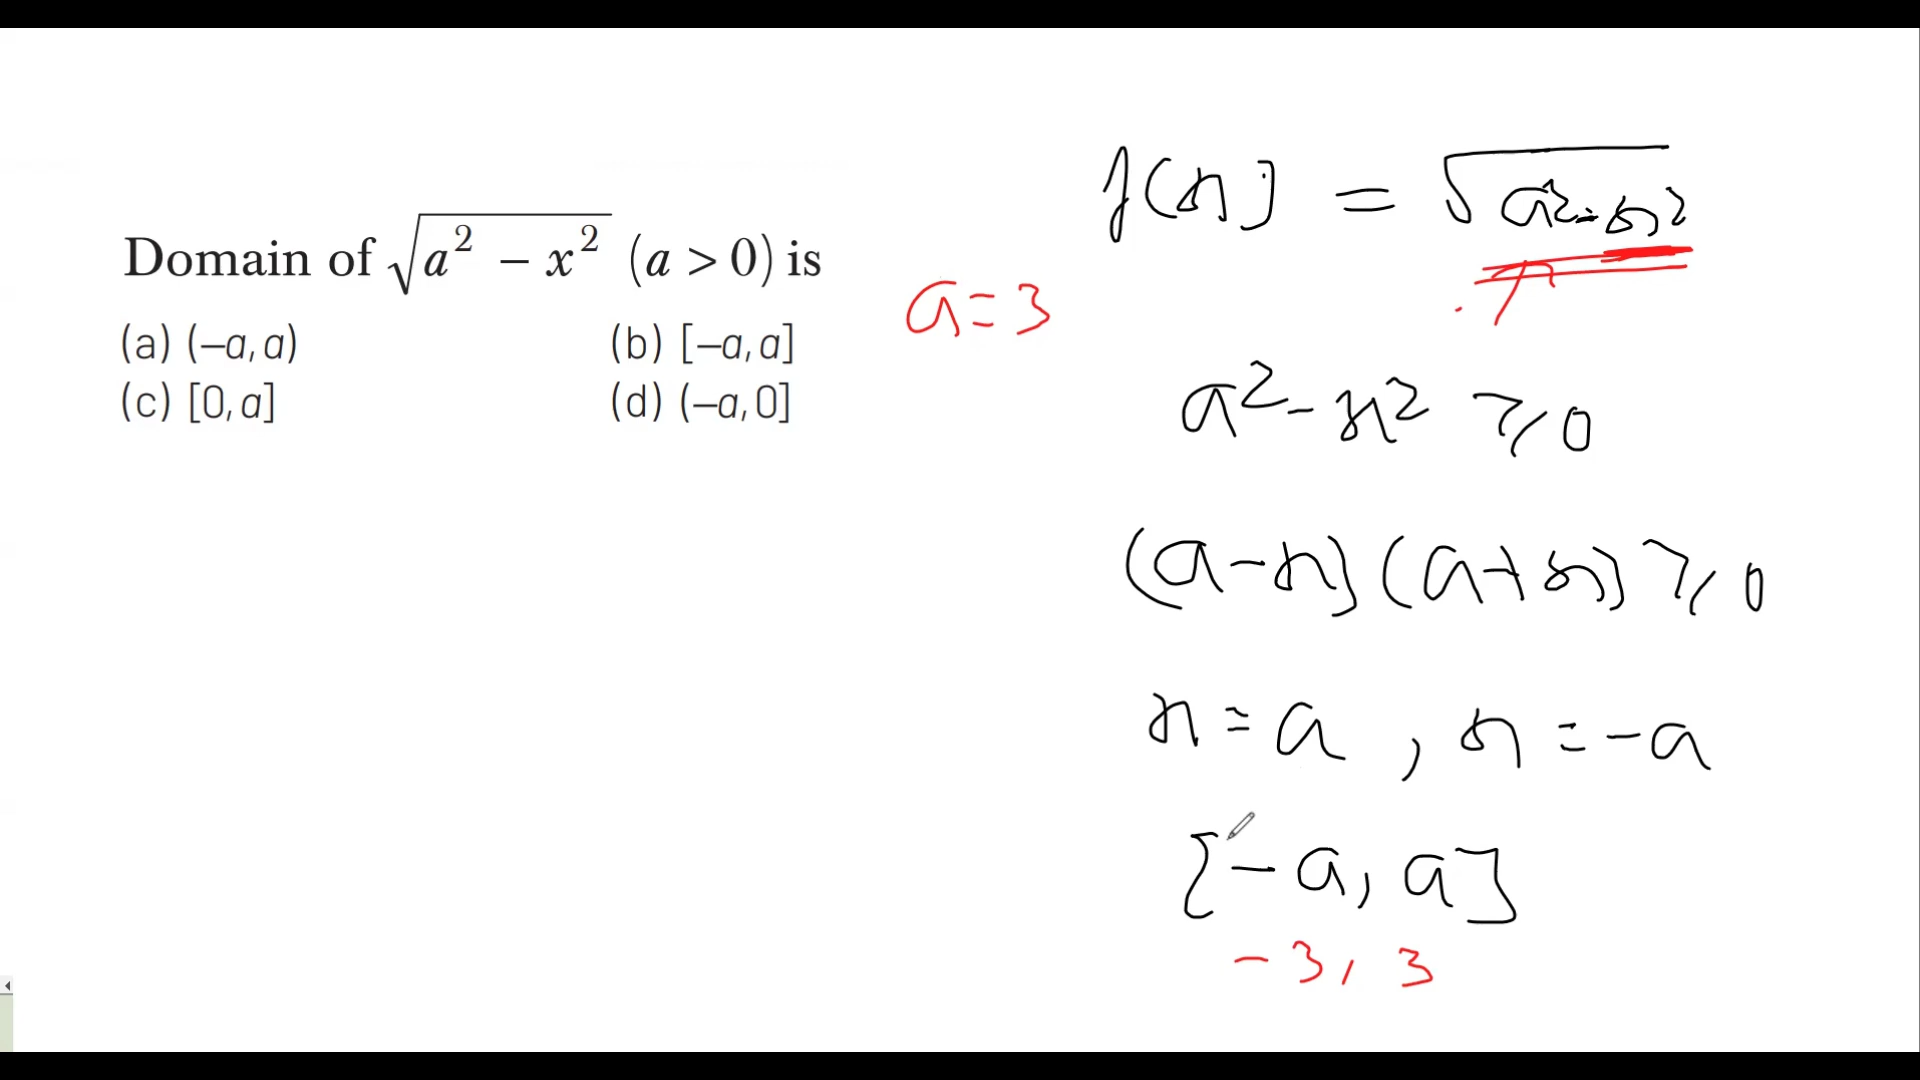 Domain of √(a² – x²) (a > 0) is
(a) (–a, a) (b) [–a, a]
(c) [0, a] (d) (–a, 0]
f(x) = √(a² - x²)
a = 3
a² - x² ≥ 0
(a - x) (a + x) ≥ 0
x = a , x = -a
[-a, a]
-3, 3